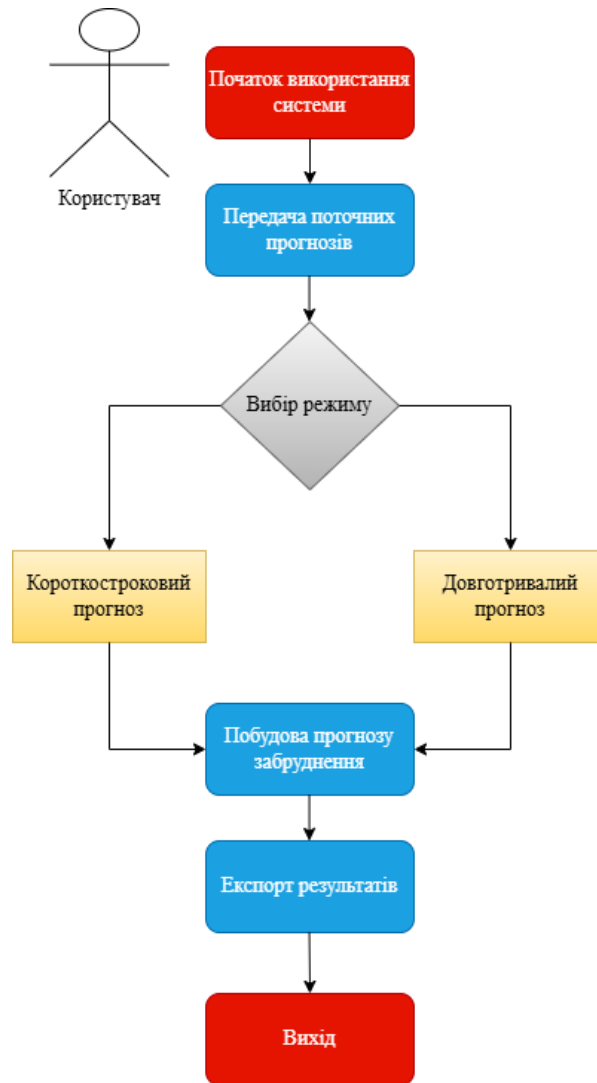 Початок використання
системи
Користувач
Передача поточних
прогнозів
Вибір режиму
Короткостроковий
прогноз
Довготривалий
прогноз
Побудова прогнозу
забруднення
Експорт результатів
Вихід